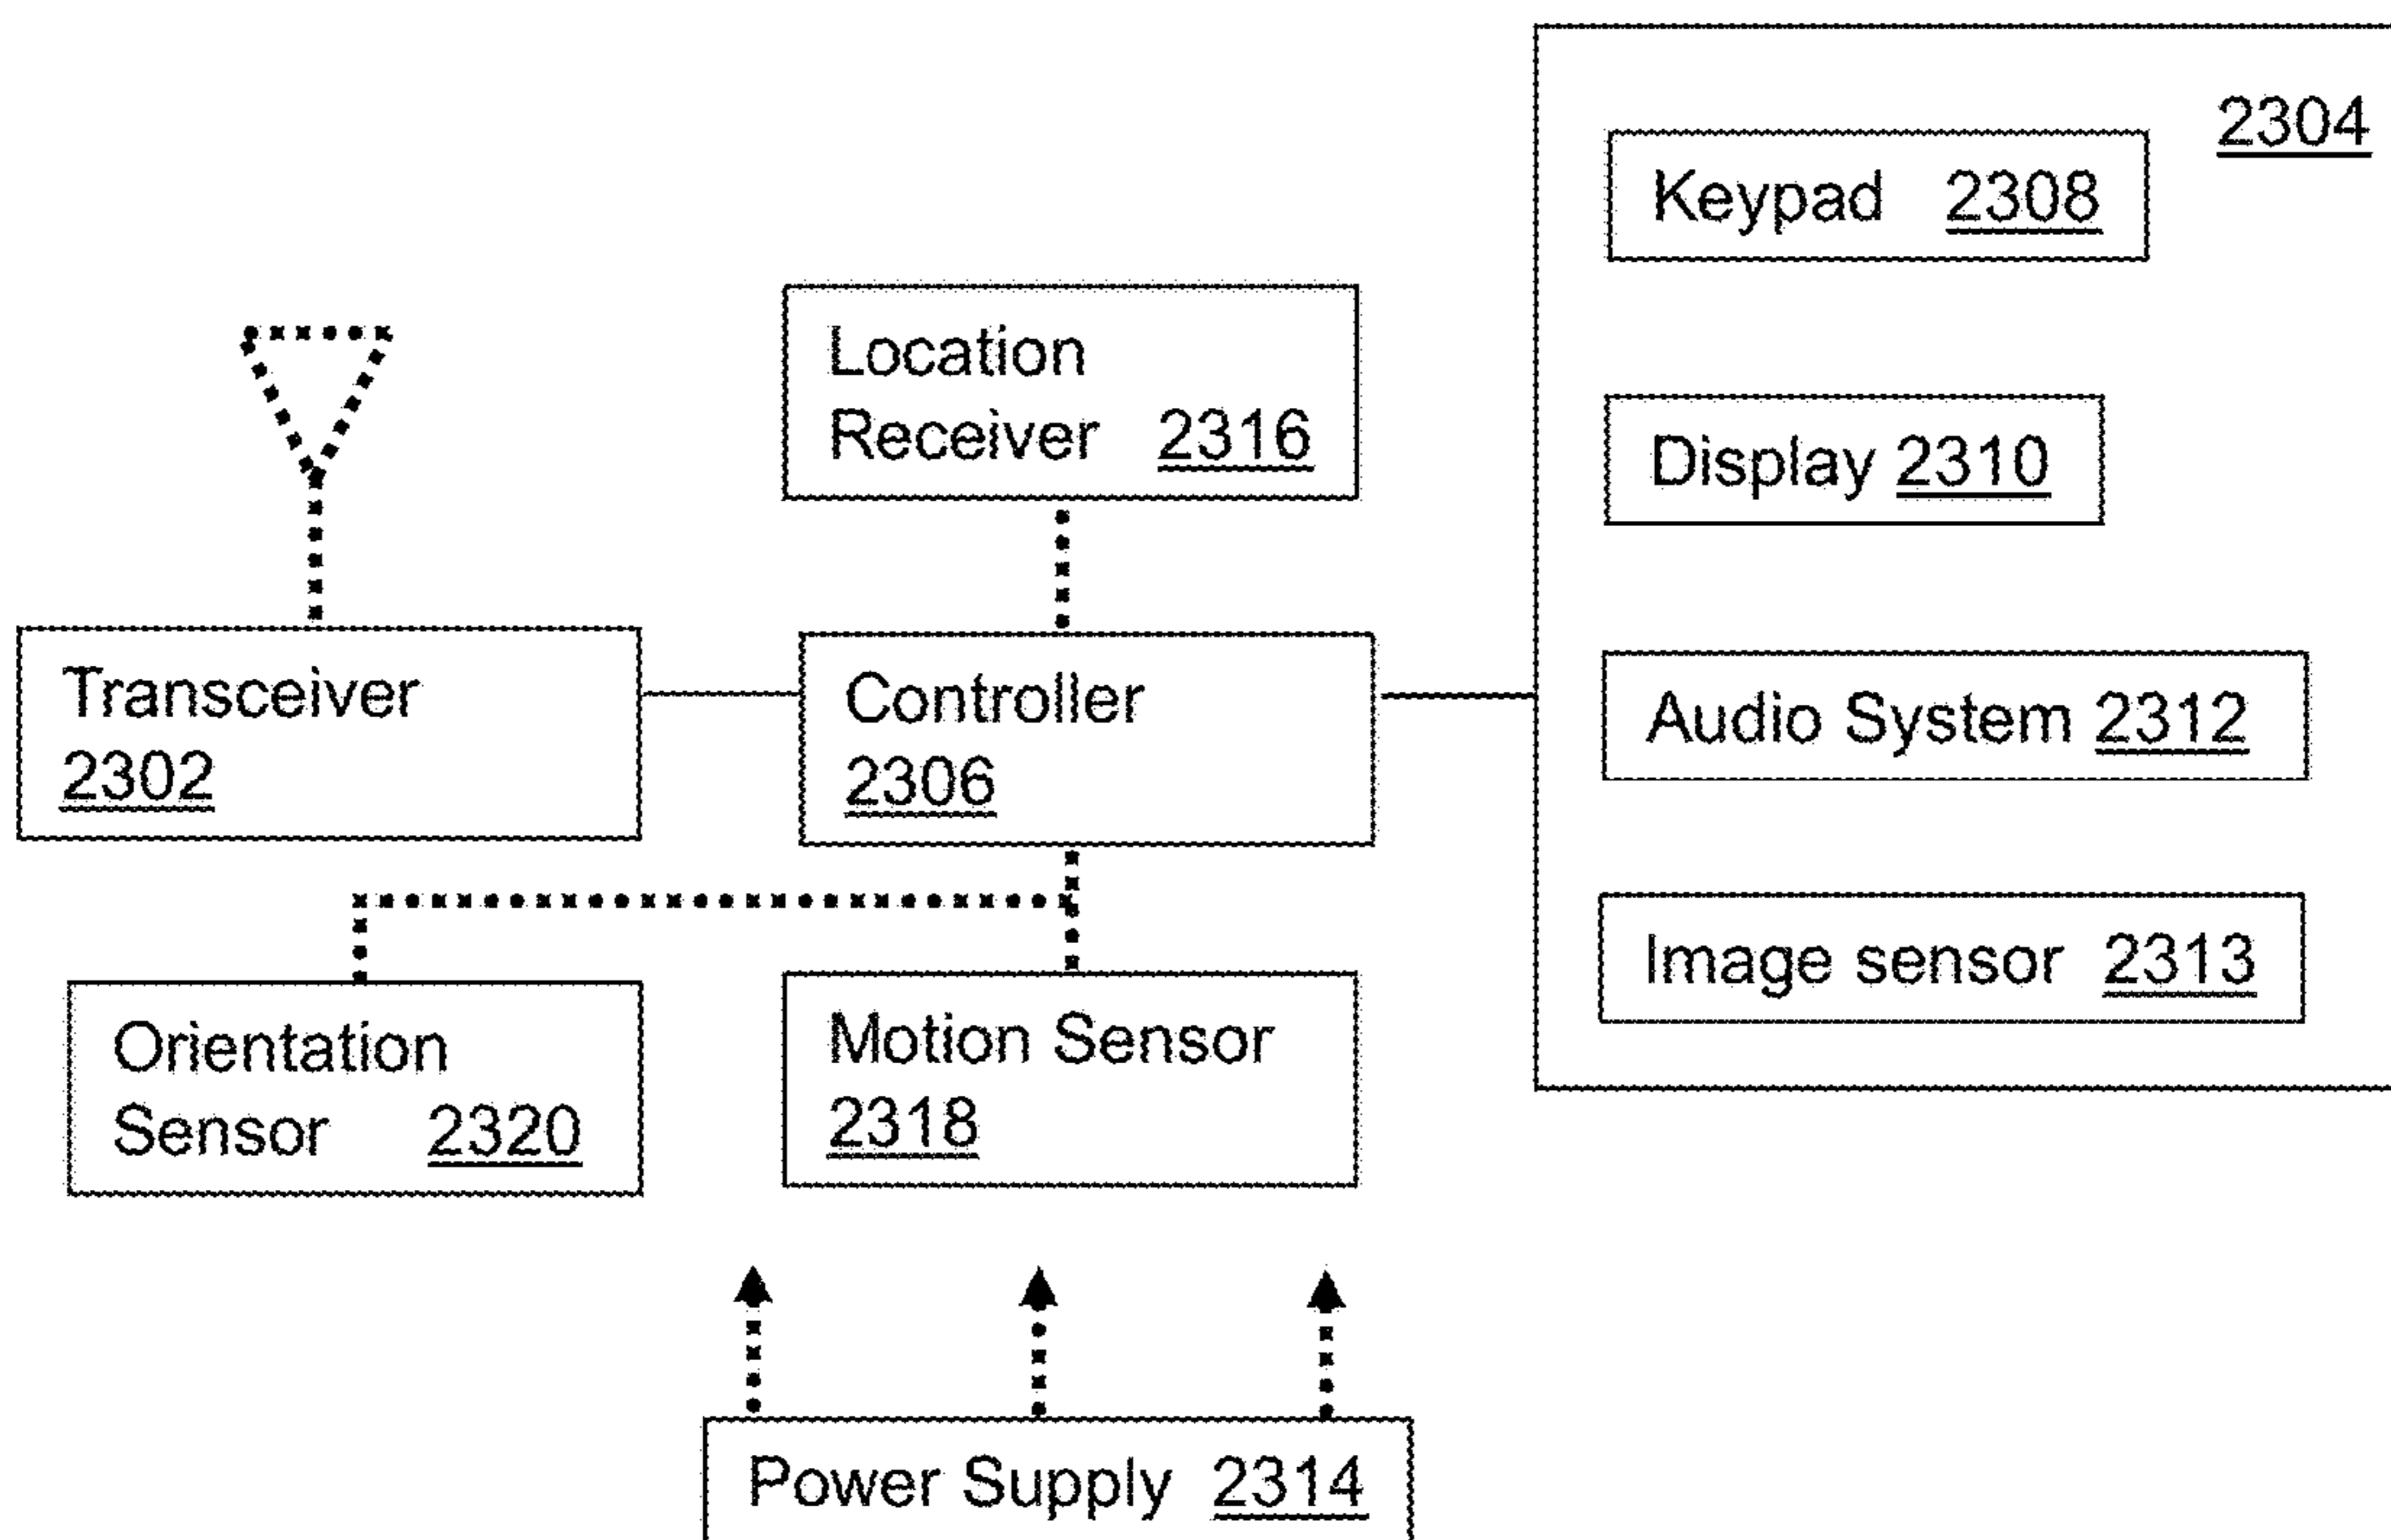 2304
Keypad 2308
Location
Receiver 2316
Display 2310
Transceiver
2302
Controller
2306
Audio System 2312
Image sensor 2313
Orientation
Sensor 2320
Motion Sensor
2318
Power Supply 2314